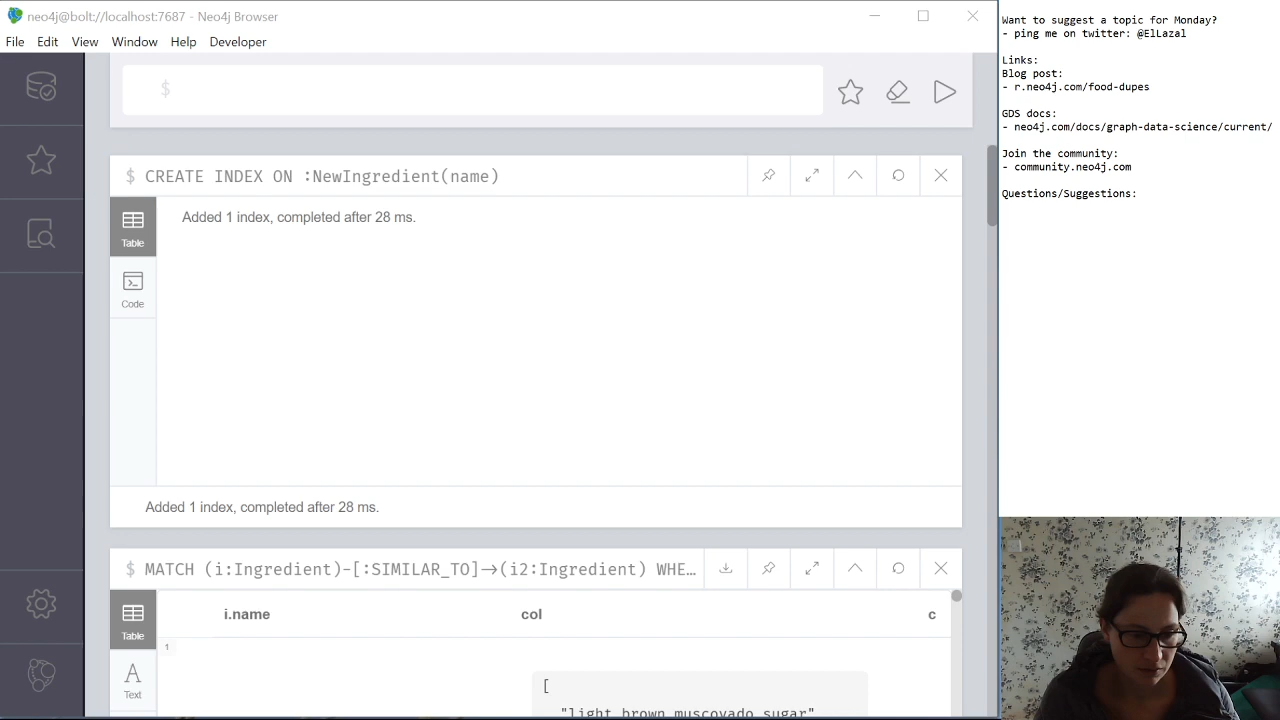 neo4j@bolt://localhost:7687 - Neo4j Browser
File Edit View Window Help Developer
$
$ CREATE INDEX ON :NewIngredient(name)
Added 1 index, completed after 28 ms.
Table
Code
Added 1 index, completed after 28 ms.
$ MATCH (i:Ingredient)-[:SIMILAR_TO]->(i2:Ingredient) WHE...
Table
Text
i.name col c
1
[
"light brown muscovado sugar"
Want to suggest a topic for Monday?
- ping me on twitter: @ElLazal
Links:
Blog post:
- r.neo4j.com/food-dupes
GDS docs:
- neo4j.com/docs/graph-data-science/current/
Join the community:
- community.neo4j.com
Questions/Suggestions: